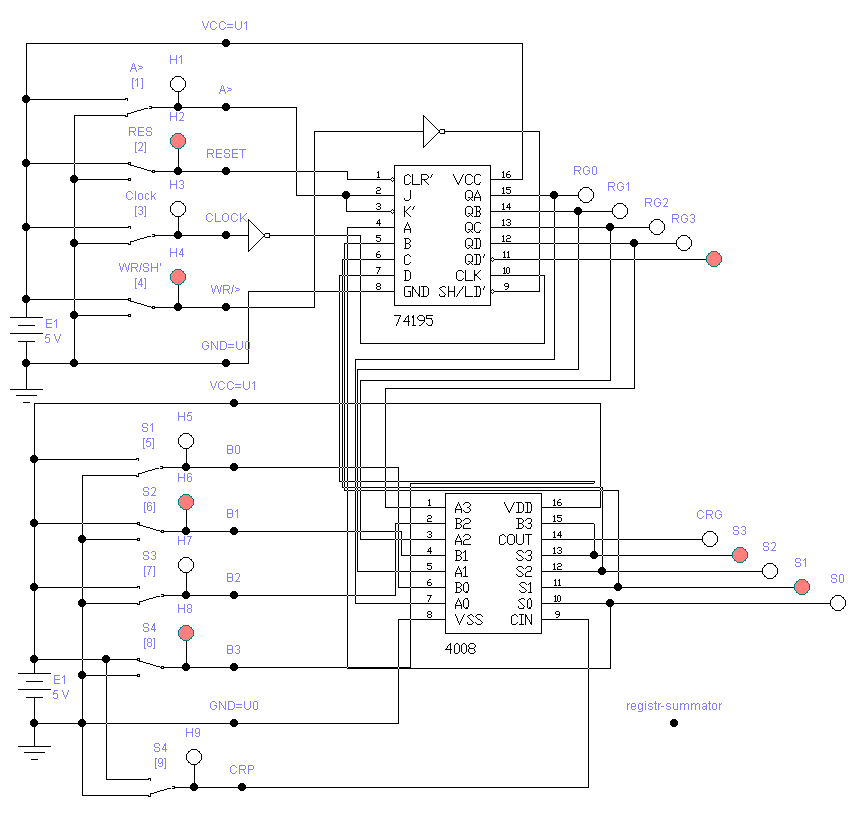 VCC=U1
H1
A>
[1]
A>
H2
RES
[2]
RESET
H3
Clock
[3]
CLOCK
H4
WR/SH'
[4]
WR/>
E1
5 V
GND=U0
1 CLR' VCC 16
2 J QA 15
3 K' QB 14
4 A QC 13
5 B QD 12
6 C QD' 11
7 D CLK 10
8 GND SH/LD' 9
74195
RG0
RG1
RG2
RG3
VCC=U1
H5
S1
[5]
B0
H6
S2
[6]
B1
H7
S3
[7]
B2
H8
S4
[8]
B3
E1
5 V
GND=U0
H9
S4
[9]
CRP
1 A3 VDD 16
2 B2 B3 15
3 A2 COUT 14
4 B1 S3 13
5 A1 S2 12
6 B0 S1 11
7 A0 S0 10
8 VSS CIN 9
4008
CRG
S3
S2
S1
S0
registr-summator